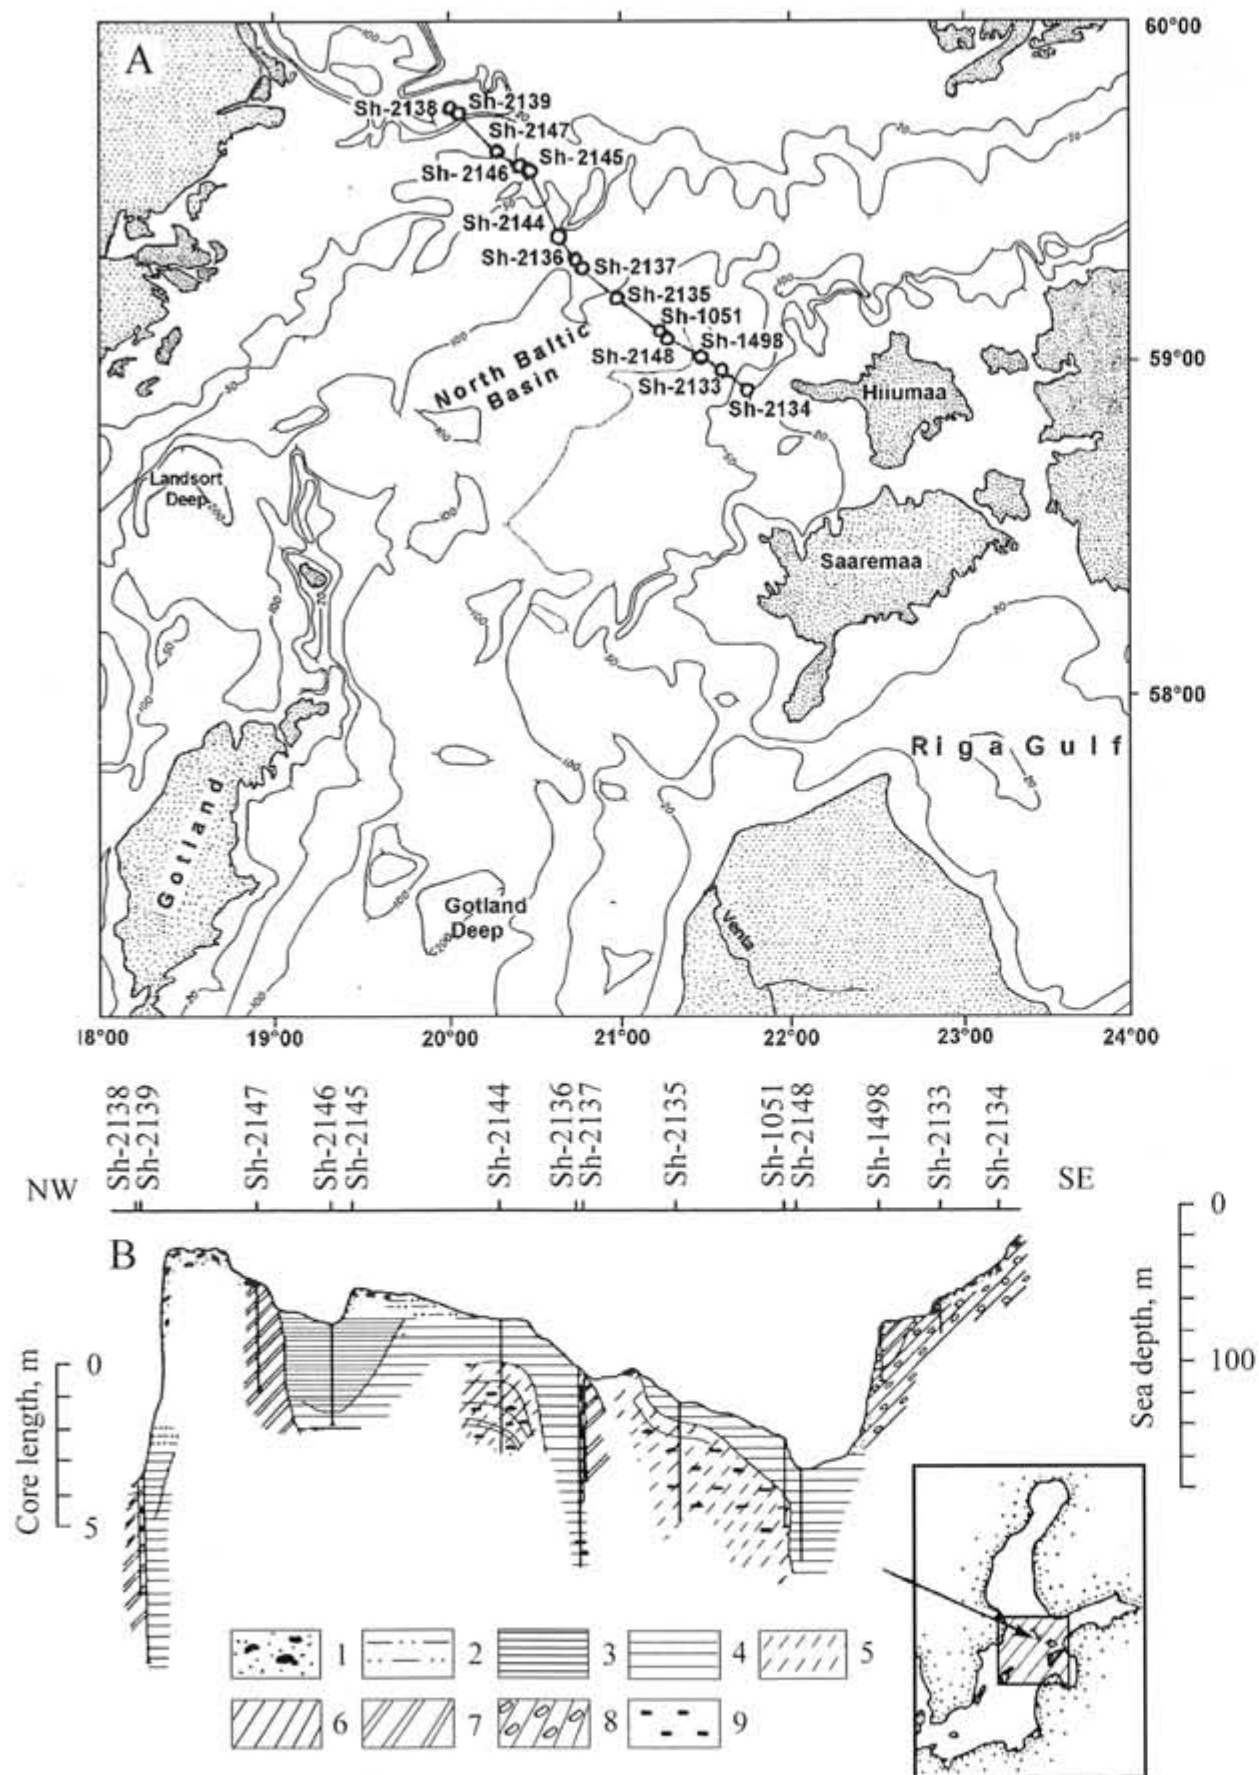 A
60°00
Sh-2138
Sh-2139
Sh-2147
Sh-2145
Sh-2146
Sh-2144
Sh-2136
Sh-2137
Sh-2135
Sh-1051
Sh-1498
Sh-2148
Sh-2133
Sh-2134
59°00
North Baltic
Basin
Hiiumaa
Landsort
Deep
Saaremaa
58°00
Riga Gulf
Gotland
Gotland
Deep
Venta
18°00 19°00 20°00 21°00 22°00 23°00 24°00
Sh-2138
Sh-2139
Sh-2147
Sh-2146
Sh-2145
Sh-2144
Sh-2136
Sh-2137
Sh-2135
Sh-1051
Sh-2148
Sh-1498
Sh-2133
Sh-2134
NW
SE
B
0
100
Sea depth, m
Core length, m
0
5
1 2 3 4 5
6 7 8 9